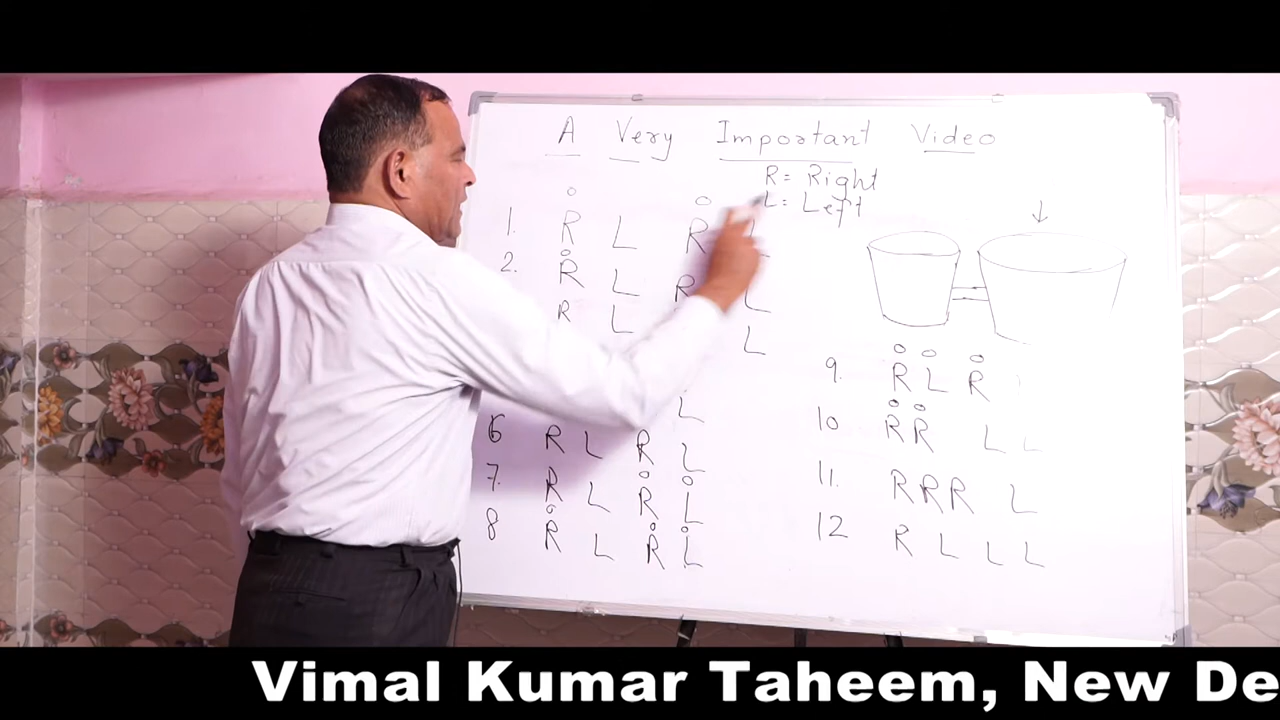 A Very Important Video
R = Right
L = Left
1. R L R L
2. R L R L
R L L
L
6 R L R L
7. R L R L
8 R L R L
9. R L R
10 R R L L
11. R R R L
12 R L L L
Vimal Kumar Taheem, New De